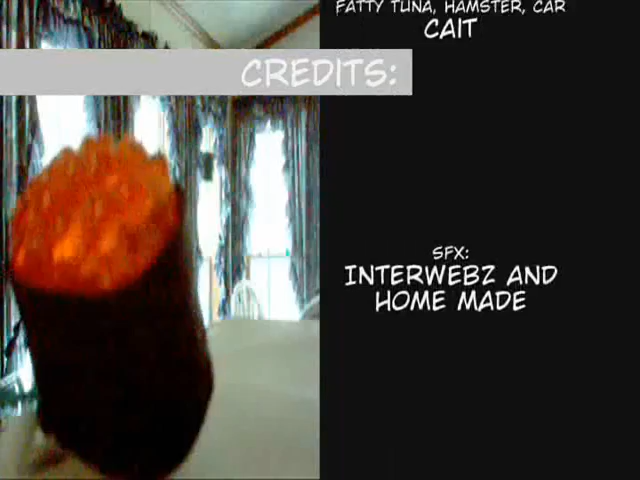 FATTY TUNA, HAMSTER, CAR
CAIT
CREDITS:
SFX:
INTERWEBZ AND
HOME MADE